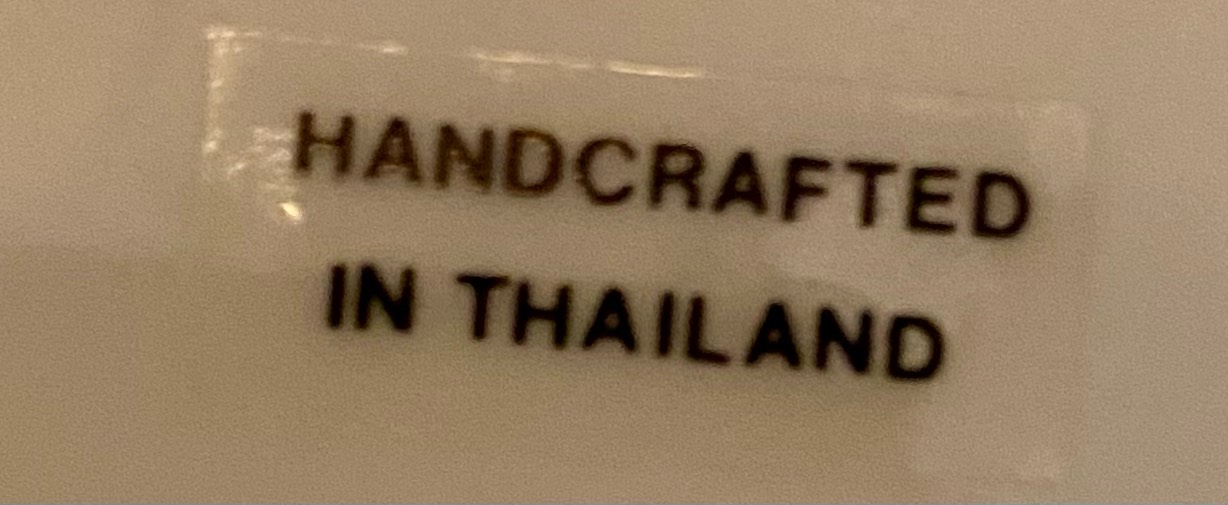 HANDCRAFTED
IN THAILAND